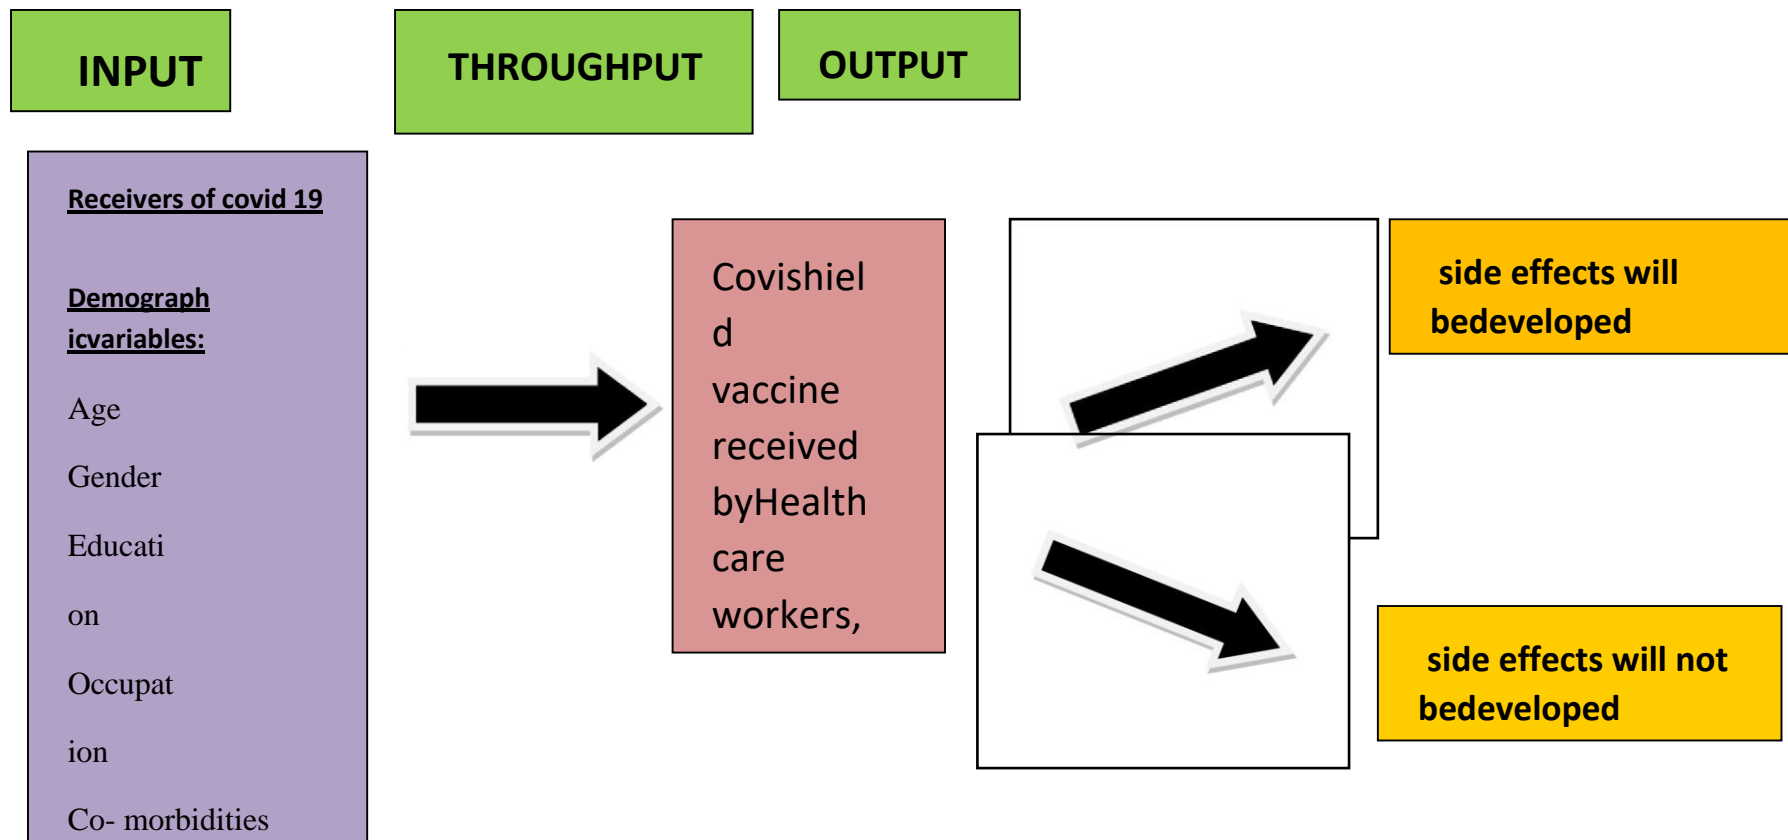 INPUT
THROUGHPUT
OUTPUT
Receivers of covid 19
Demograph
icvariables:
Age
Gender
Educati
on
Occupat
ion
Co- morbidities
Covishiel
d
vaccine
received
byHealth
care
workers,
side effects will
bedeveloped
side effects will not
bedeveloped